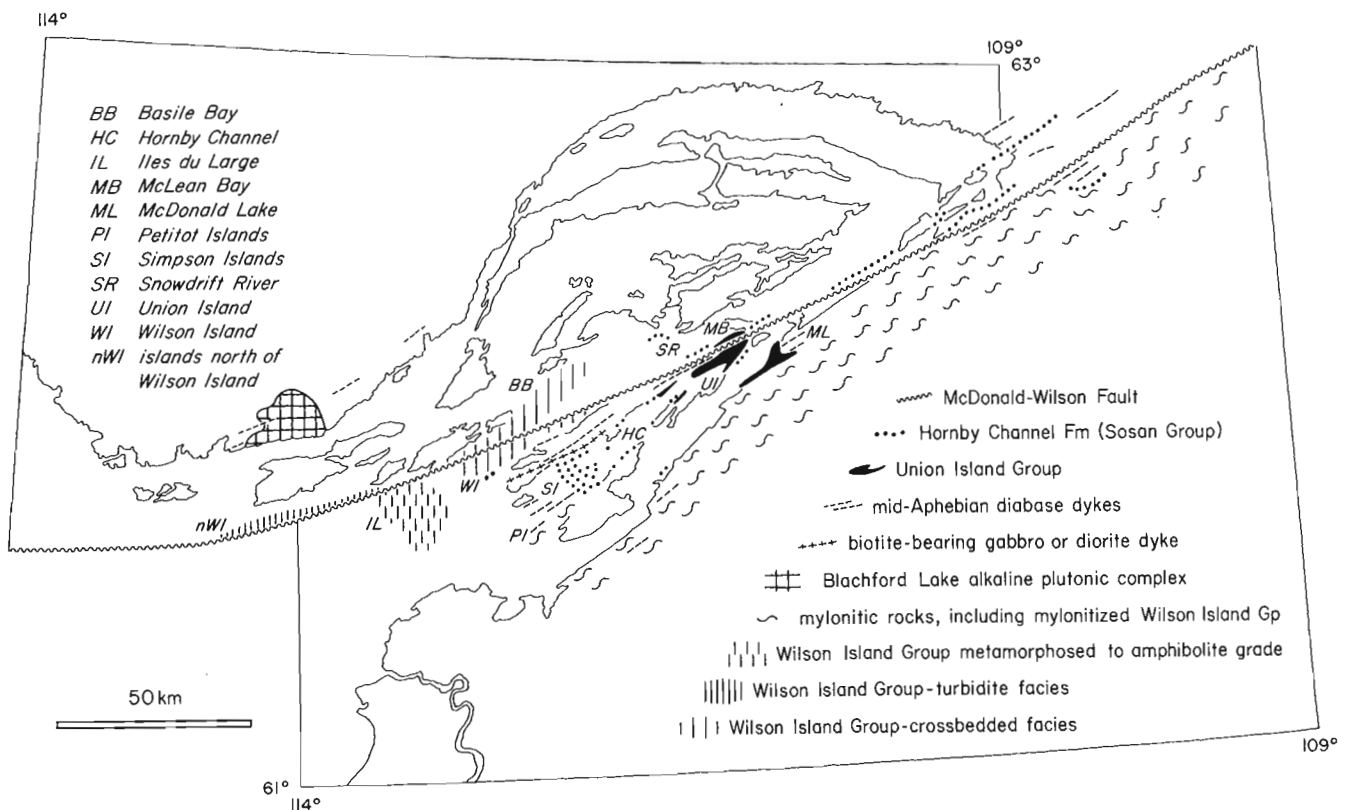 114°
109°
63°
BB Basile Bay
HC Hornby Channel
IL Iles du Large
MB McLean Bay
ML McDonald Lake
PI Petitot Islands
SI Simpson Islands
SR Snowdrift River
UI Union Island
WI Wilson Island
nWI islands north of
Wilson Island
MB
ML
SR
BB
UI
HC
WI
SI
nWI
IL
PI
McDonald-Wilson Fault
Hornby Channel Fm (Sosan Group)
Union Island Group
mid-Aphebian diabase dykes
biotite-bearing gabbro or diorite dyke
Blachford Lake alkaline plutonic complex
mylonitic rocks, including mylonitized Wilson Island Gp
Wilson Island Group metamorphosed to amphibolite grade
Wilson Island Group-turbidite facies
Wilson Island Group-crossbedded facies
50 km
109°
61°
114°